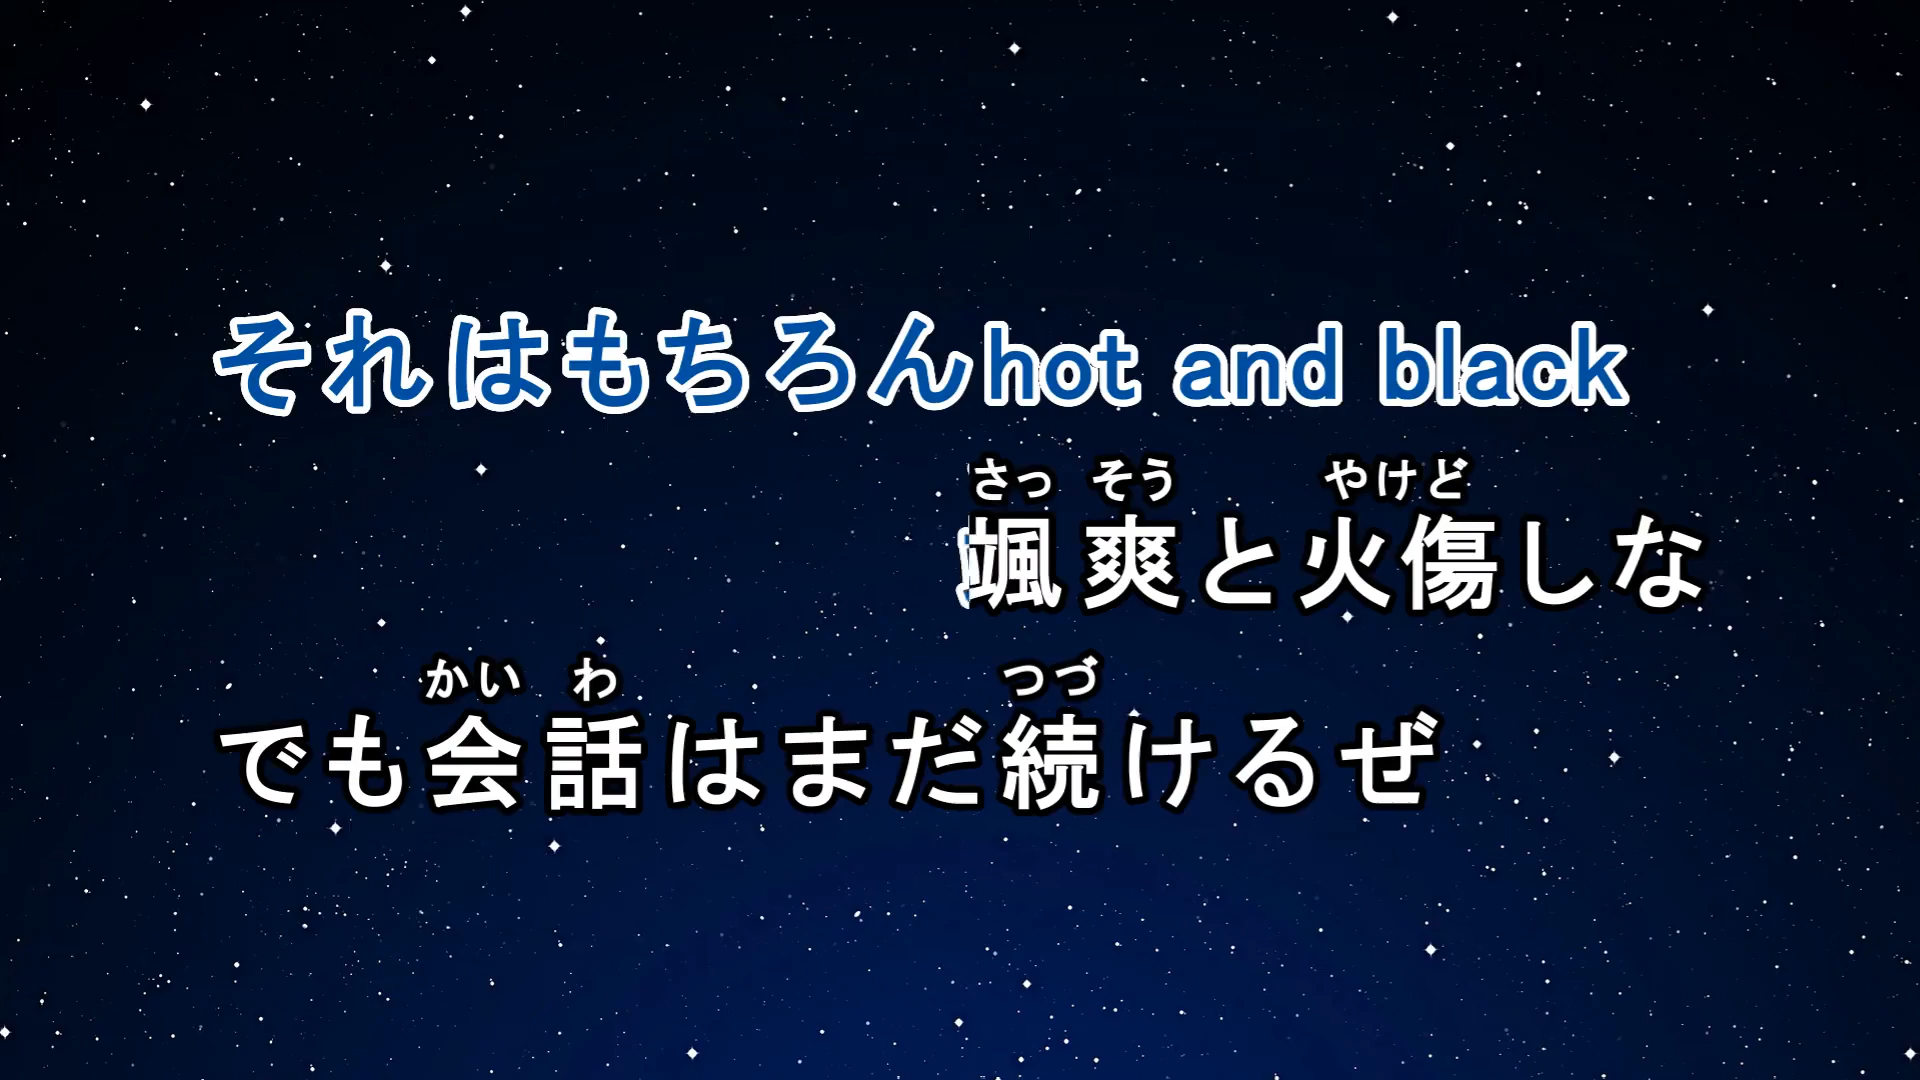 それはもちろんhot and black
さっ そう やけど
颯爽と火傷しな
かい わ つづ
でも会話はまだ続けるぜ